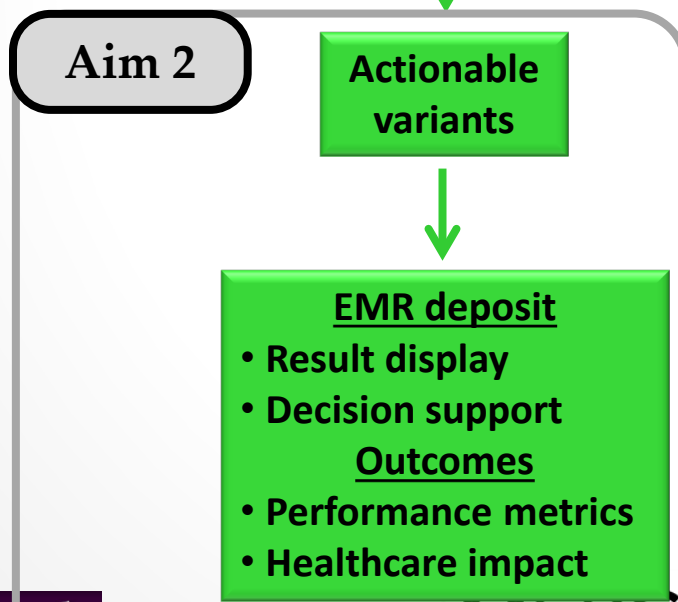 Aim 2
Actionable
variants
EMR deposit
• Result display
• Decision support
Outcomes
• Performance metrics
• Healthcare impact